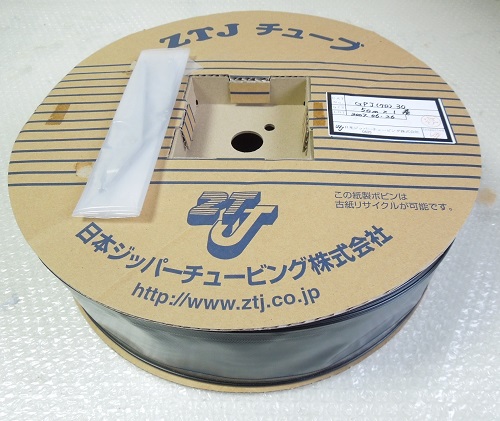 ZTJ チューブ
GPJ(クロ) 30
50m × 1 巻
この紙製ボビンは
古紙リサイクルが可能です。
ZTJ
日本ジッパーチュービング株式会社
http://www.ztj.co.jp